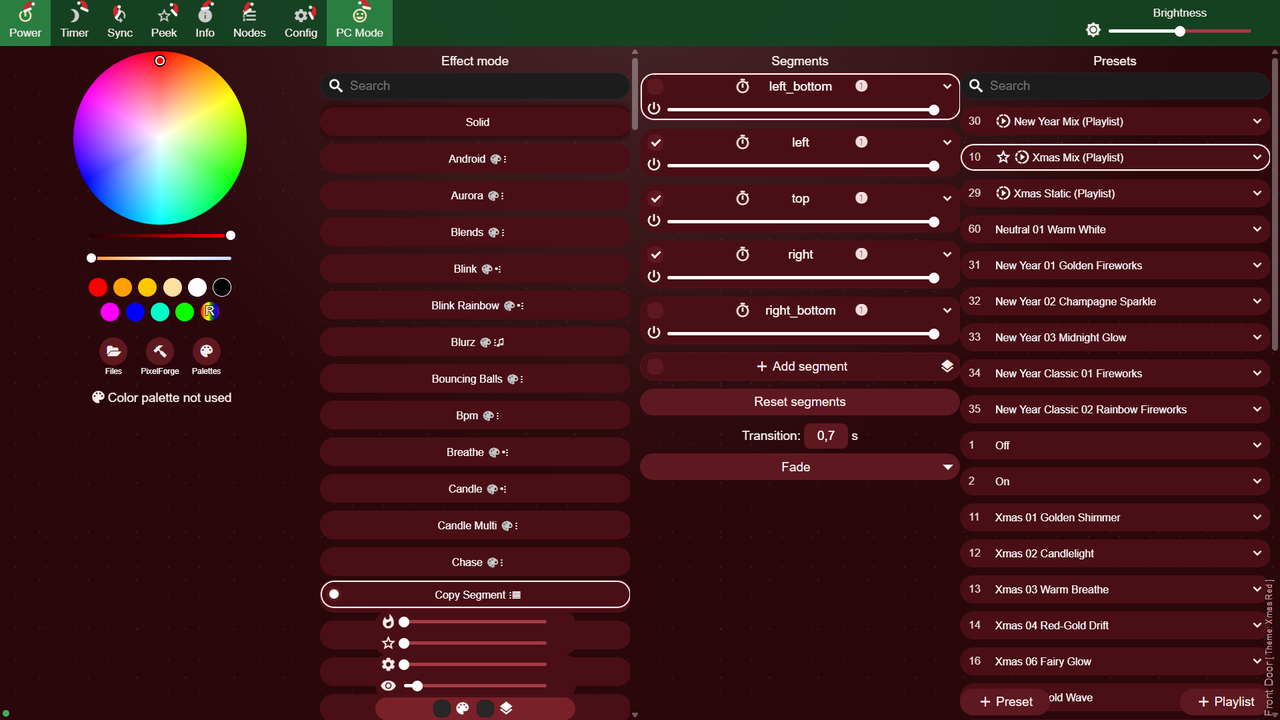 Power Timer Sync Peek Info Nodes Config PC Mode
Brightness
R
Files PixelForge Palettes
Color palette not used
Effect mode
Search
Solid
Android
Aurora
Blends
Blink
Blink Rainbow
Blurz
Bouncing Balls
Bpm
Breathe
Candle
Candle Multi
Chase
Copy Segment
Segments
left_bottom 1
left 1
top 1
right 1
right_bottom 1
+ Add segment
Reset segments
Transition: 0,7 s
Fade
Presets
Search
30 New Year Mix (Playlist)
10 Xmas Mix (Playlist)
29 Xmas Static (Playlist)
60 Neutral 01 Warm White
31 New Year 01 Golden Fireworks
32 New Year 02 Champagne Sparkle
33 New Year 03 Midnight Glow
34 New Year Classic 01 Fireworks
35 New Year Classic 02 Rainbow Fireworks
1 Off
2 On
11 Xmas 01 Golden Shimmer
12 Xmas 02 Candlelight
13 Xmas 03 Warm Breathe
14 Xmas 04 Red-Gold Drift
16 Xmas 06 Fairy Glow
old Wave
+ Preset + Playlist
Front Door [ Theme: Xmas Red ]